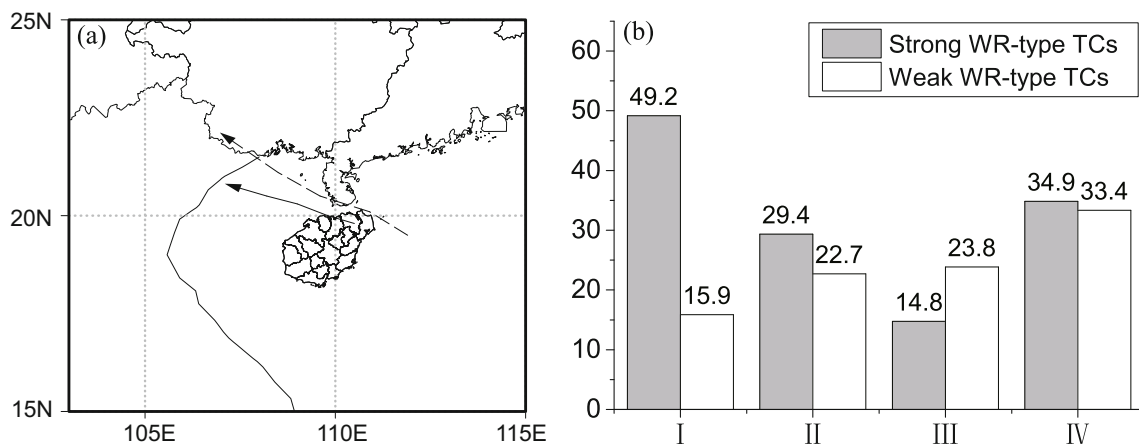 25N
(a)
20N
15N
105E
110E
115E
(b)
Strong WR-type TCs
Weak WR-type TCs
60
50
40
30
20
10
0
49.2
15.9
29.4
22.7
14.8
23.8
34.9
33.4
I
II
III
IV